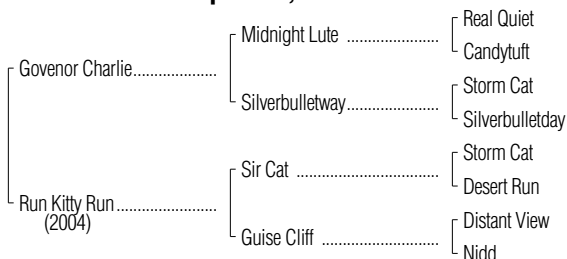 Real Quiet
Midnight Lute ....................
Candytuft
Govenor Charlie...................
Storm Cat
Silverbulletway.....................
Silverbulletday
Storm Cat
Sir Cat ................................
Desert Run
Run Kitty Run ......................
(2004)
Distant View
Guise Cliff ...........................
Nidd